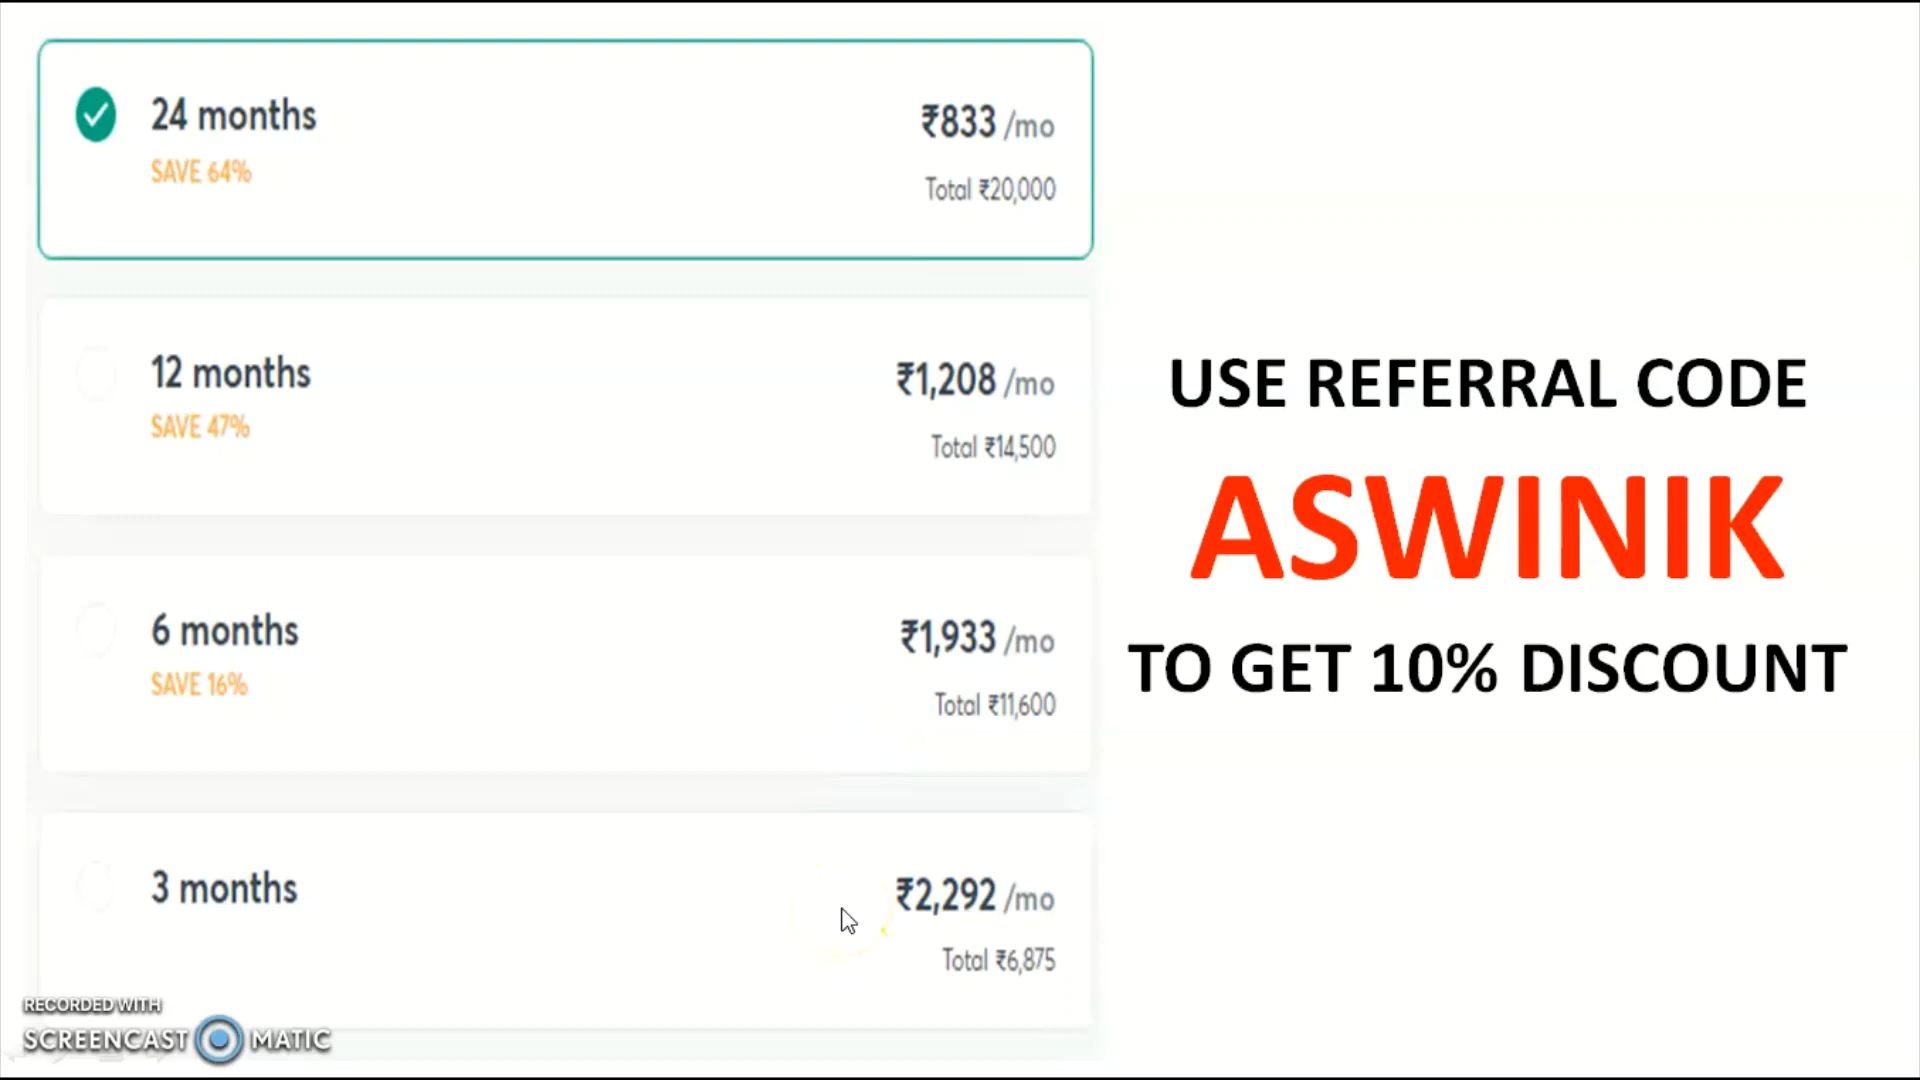 24 months
SAVE 64%
₹833 /mo
Total ₹20,000
12 months
SAVE 47%
₹1,208 /mo
Total ₹14,500
6 months
SAVE 16%
₹1,933 /mo
Total ₹11,600
3 months
₹2,292 /mo
Total ₹6,875
USE REFERRAL CODE
ASWINIK
TO GET 10% DISCOUNT
RECORDED WITH
SCREENCAST MATIC